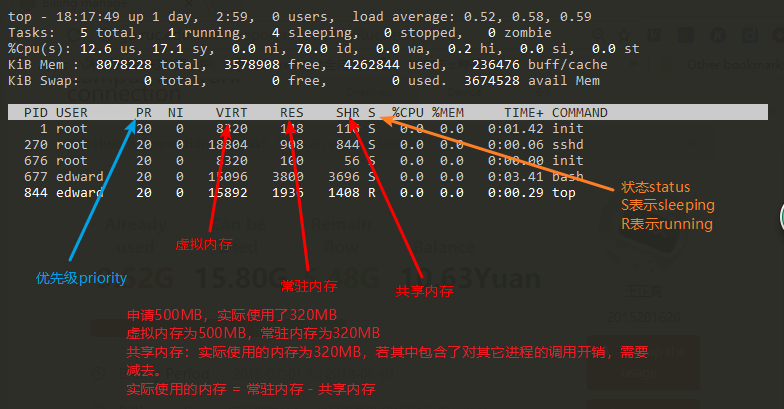 top - 18:17:49 up 1 day,  2:59,  0 users,  load average: 0.52, 0.58, 0.59
Tasks:   5 total,   1 running,   4 sleeping,   0 stopped,   0 zombie
%Cpu(s): 12.6 us, 17.1 sy,  0.0 ni, 70.0 id,  0.0 wa,  0.2 hi,  0.0 si,  0.0 st
KiB Mem :  8078228 total,  3578908 free,  4262844 used,   236476 buff/cache
KiB Swap:        0 total,        0 free,        0 used.  3674528 avail Mem
Other bookmark
connection
PID USER PR NI VIRT RES SHR S %CPU %MEM TIME+ COMMAND
1 root 20 0 8320 S 0.0 0.0 0:01.42 init
270 root 20 0 18804 908 844 S 0.0 0.0 0:00.06 sshd
676 root 20 0 8320 100 56 S 0.0 0.0 0:00.00 init
677 edward 20 0 15096 3696 S 0.0 0.0 0:03.41 bash
844 edward 20 0 15892 1936 1408 R 0.0 0.0 0:00.29 top
状态status
S表示sleeping
R表示running
虚拟内存
优先级priority
常驻内存
共享内存
15.80G
申请500MB，实际使用了320MB
虚拟内存为500MB，常驻内存为320MB
共享内存：实际使用的内存为320MB，若其中包含了对其它进程的调用开销，需要
减去。
实际使用的内存 = 常驻内存 - 共享内存